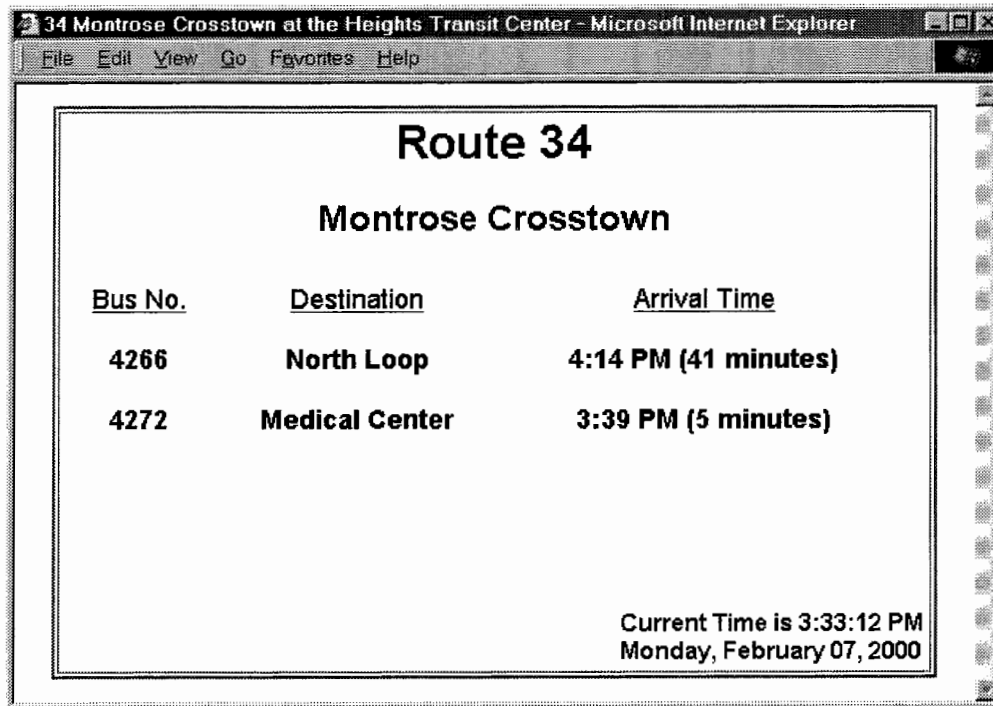 34 Montrose Crosstown at the Heights Transit Center - Microsoft Internet Explorer
File Edit View Go Favorites Help
Route 34
Montrose Crosstown
Bus No. Destination Arrival Time
4266 North Loop 4:14 PM (41 minutes)
4272 Medical Center 3:39 PM (5 minutes)
Current Time is 3:33:12 PM
Monday, February 07, 2000